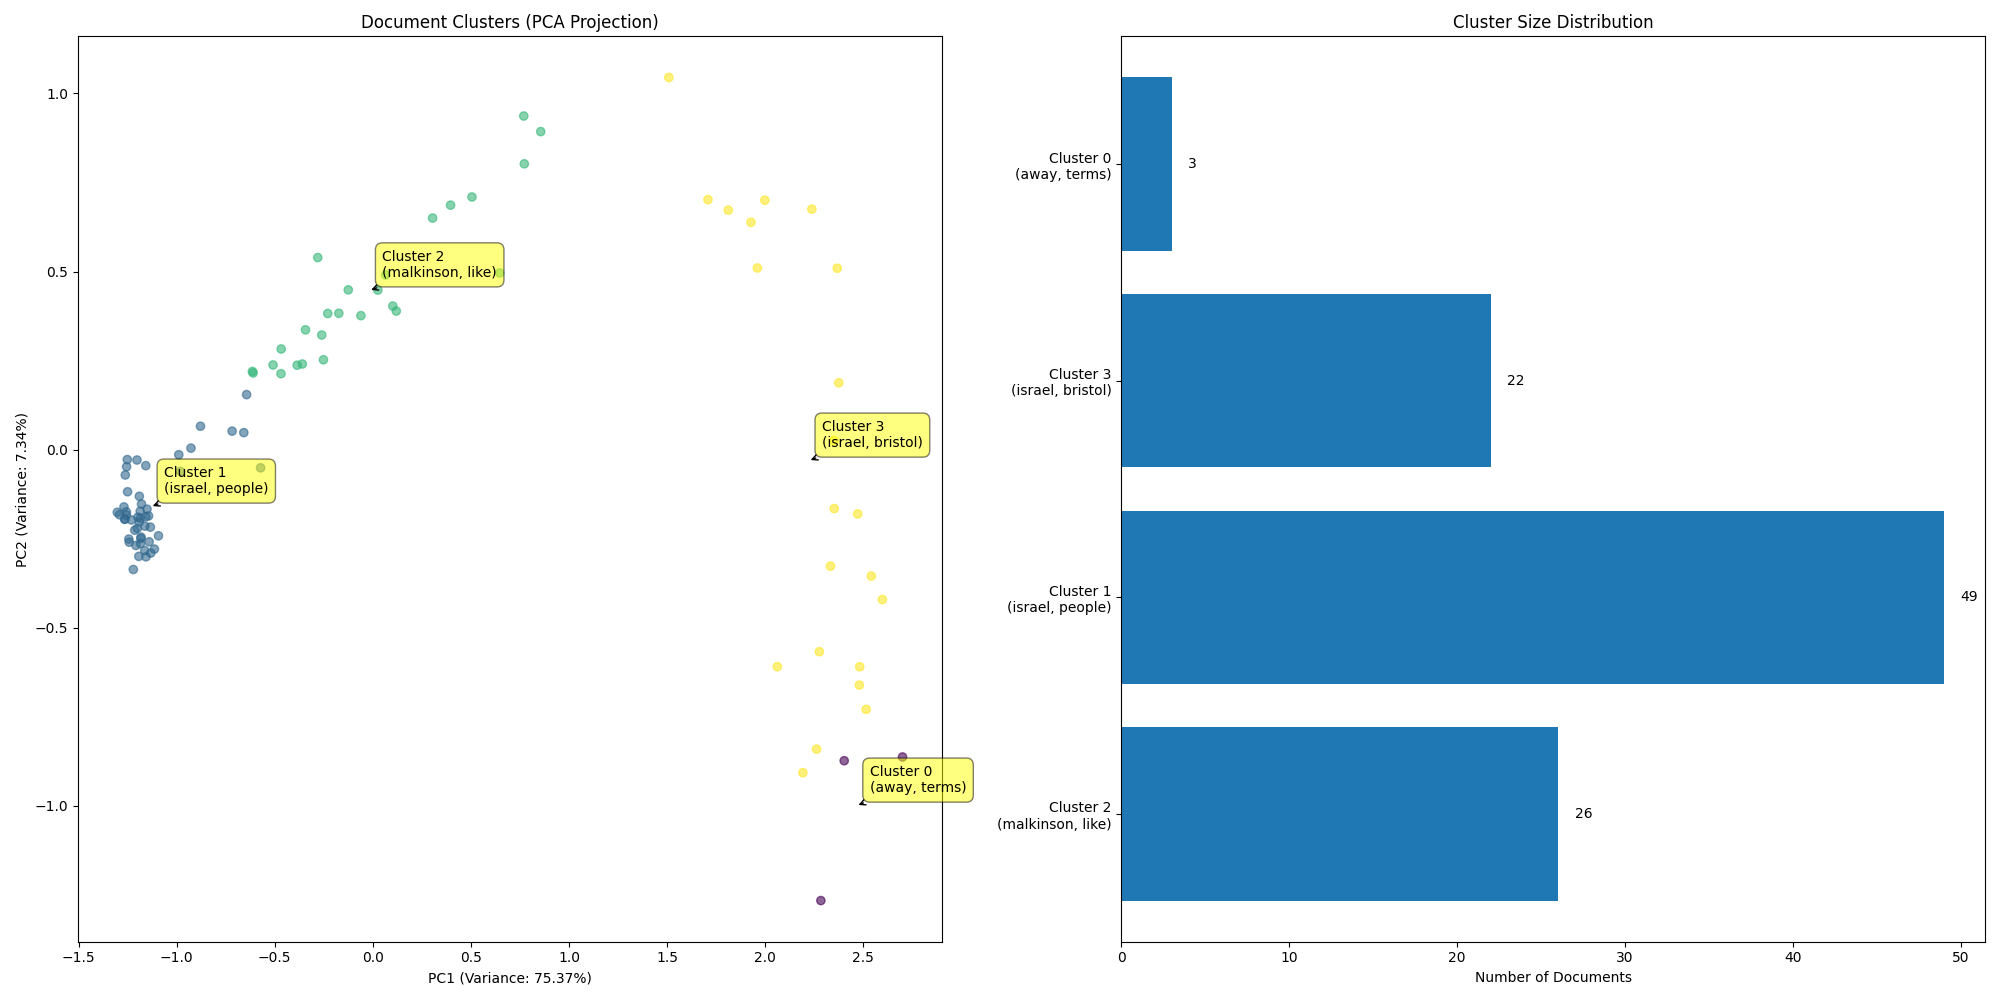 Document Clusters (PCA Projection)
PC2 (Variance: 7.34%)
1.0
0.5
0.0
−0.5
−1.0
Cluster 2
(malkinson, like)
Cluster 3
(israel, bristol)
Cluster 1
(israel, people)
Cluster 0
(away, terms)
−1.5
−1.0
−0.5
0.0
0.5
1.0
1.5
2.0
2.5
PC1 (Variance: 75.37%)
Cluster Size Distribution
Cluster 0
(away, terms)
3
Cluster 3
(israel, bristol)
22
Cluster 1
(israel, people)
49
Cluster 2
(malkinson, like)
26
0
10
20
30
40
50
Number of Documents